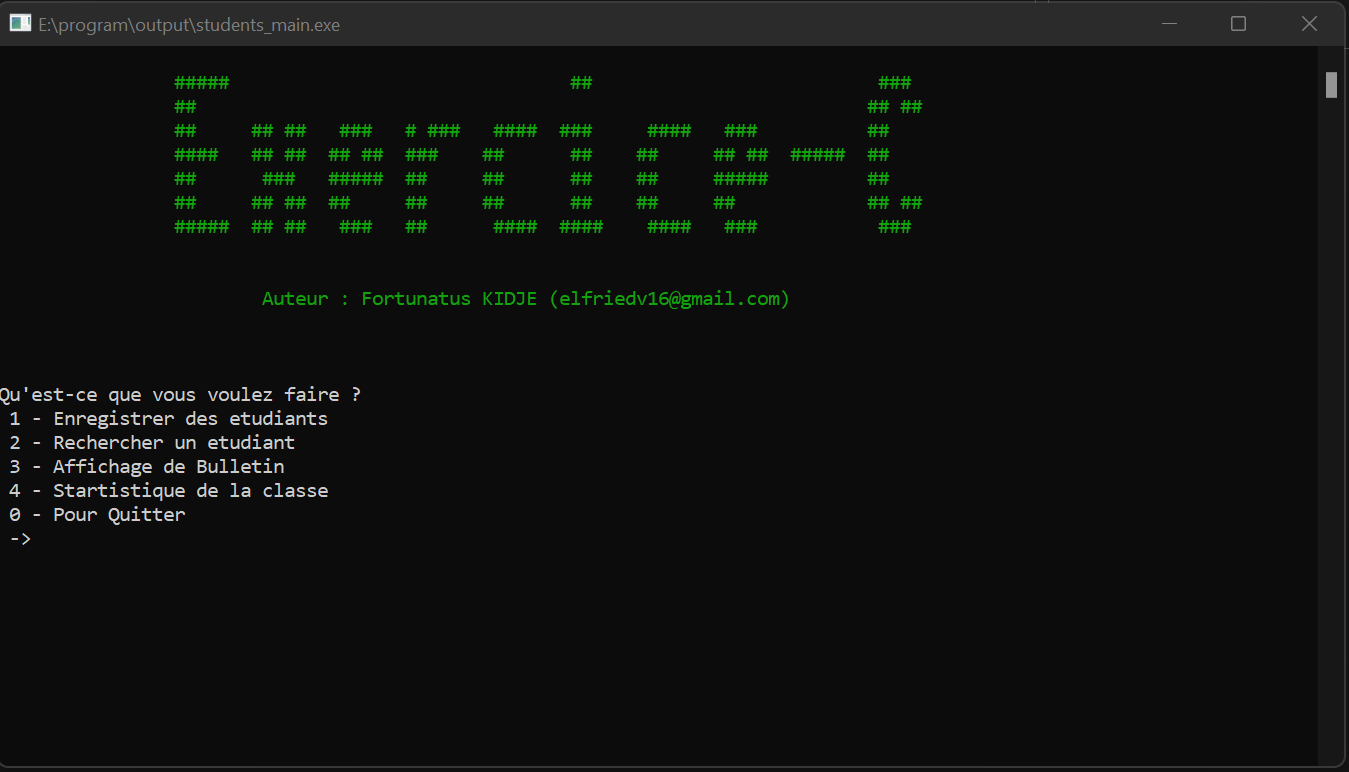 E:\program\output\students_main.exe
Exercice-C
Auteur : Fortunatus KIDJE (elfriedv16@gmail.com)
Qu'est-ce que vous voulez faire ?
1 - Enregistrer des etudiants
2 - Rechercher un etudiant
3 - Affichage de Bulletin
4 - Startistique de la classe
0 - Pour Quitter
->